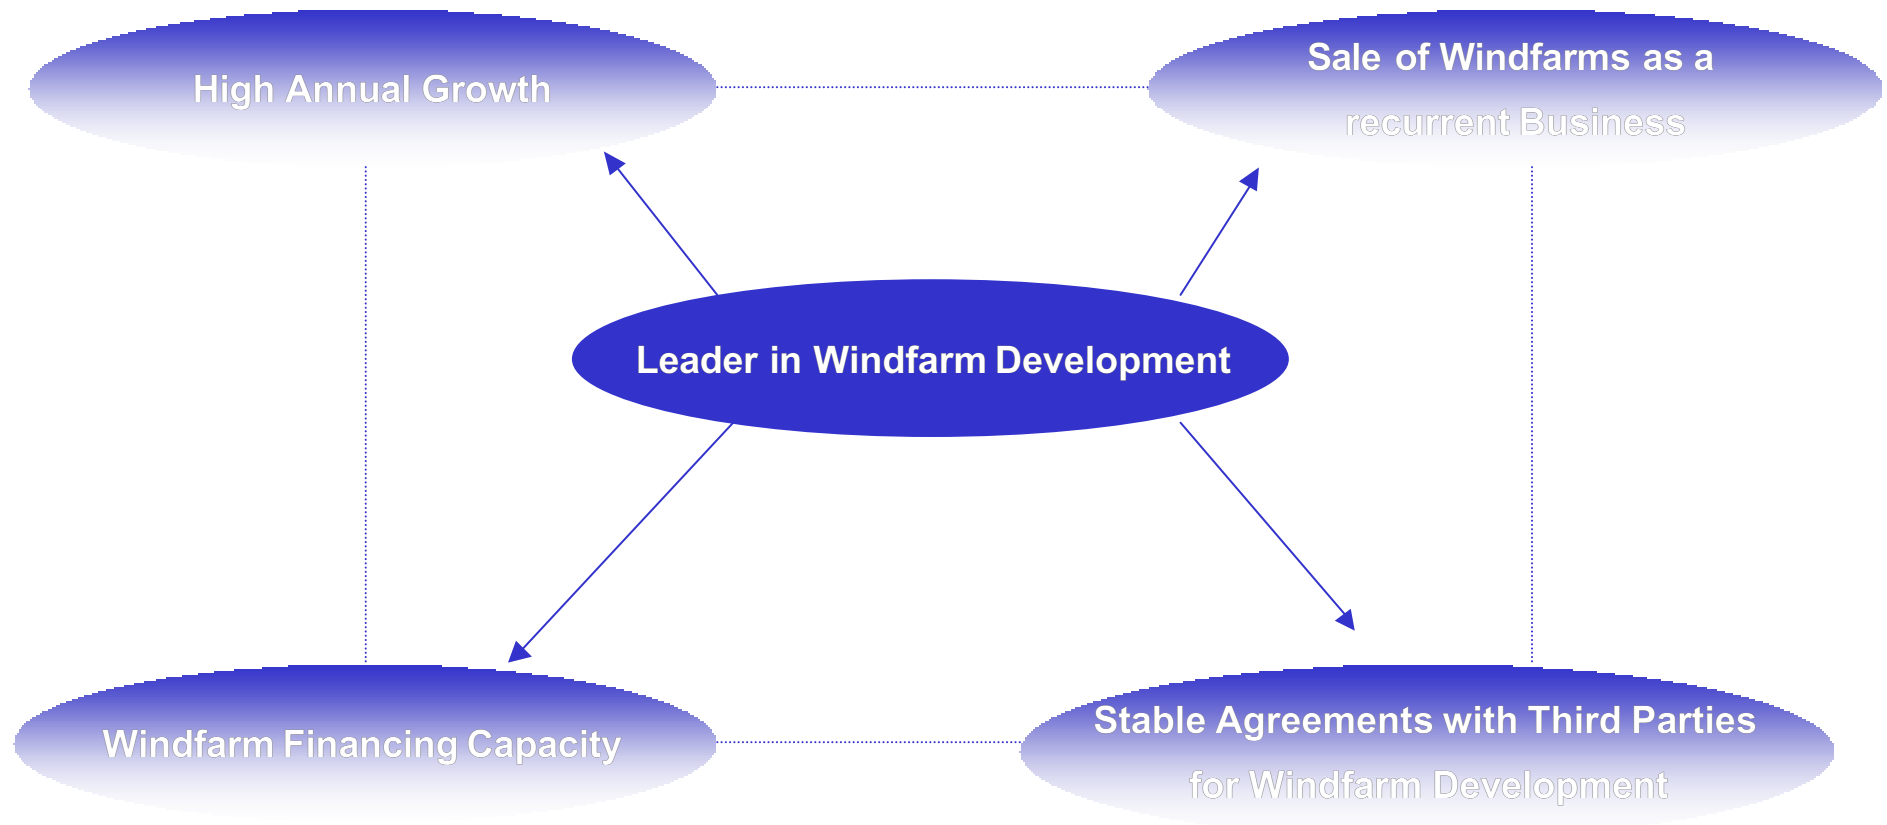 High Annual Growth
Sale of Windfarms as a
recurrent Business
Leader in Windfarm Development
Windfarm Financing Capacity
Stable Agreements with Third Parties
for Windfarm Development